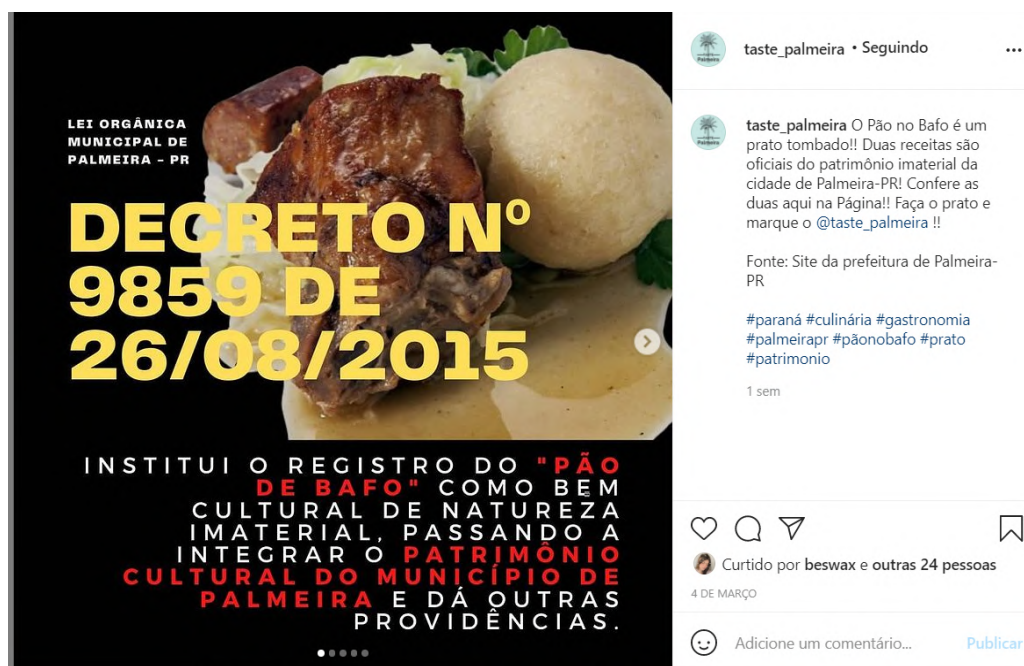 LEI ORGÂNICA
MUNICIPAL DE
PALMEIRA - PR
DECRETO Nº
9859 DE
26/08/2015
INSTITUI O REGISTRO DO "PÃO
DE BAFO" COMO BEM
CULTURAL DE NATUREZA
IMATERIAL, PASSANDO A
INTEGRAR O PATRIMÔNIO
CULTURAL DO MUNICÍPIO DE
PALMEIRA E DÁ OUTRAS
PROVIDÊNCIAS.
taste_palmeira • Seguindo
taste_palmeira O Pão no Bafo é um
prato tombado!! Duas receitas são
oficiais do patrimônio imaterial da
cidade de Palmeira-PR! Confere as
duas aqui na Página!! Faça o prato e
marque o @taste_palmeira !!
Fonte: Site da prefeitura de Palmeira-
PR
#paraná #culinária #gastronomia
#palmeirapr #pãonobafo #prato
#patrimonio
1 sem
Curtido por beswax e outras 24 pessoas
4 DE MARÇO
Adicione um comentário... Publicar